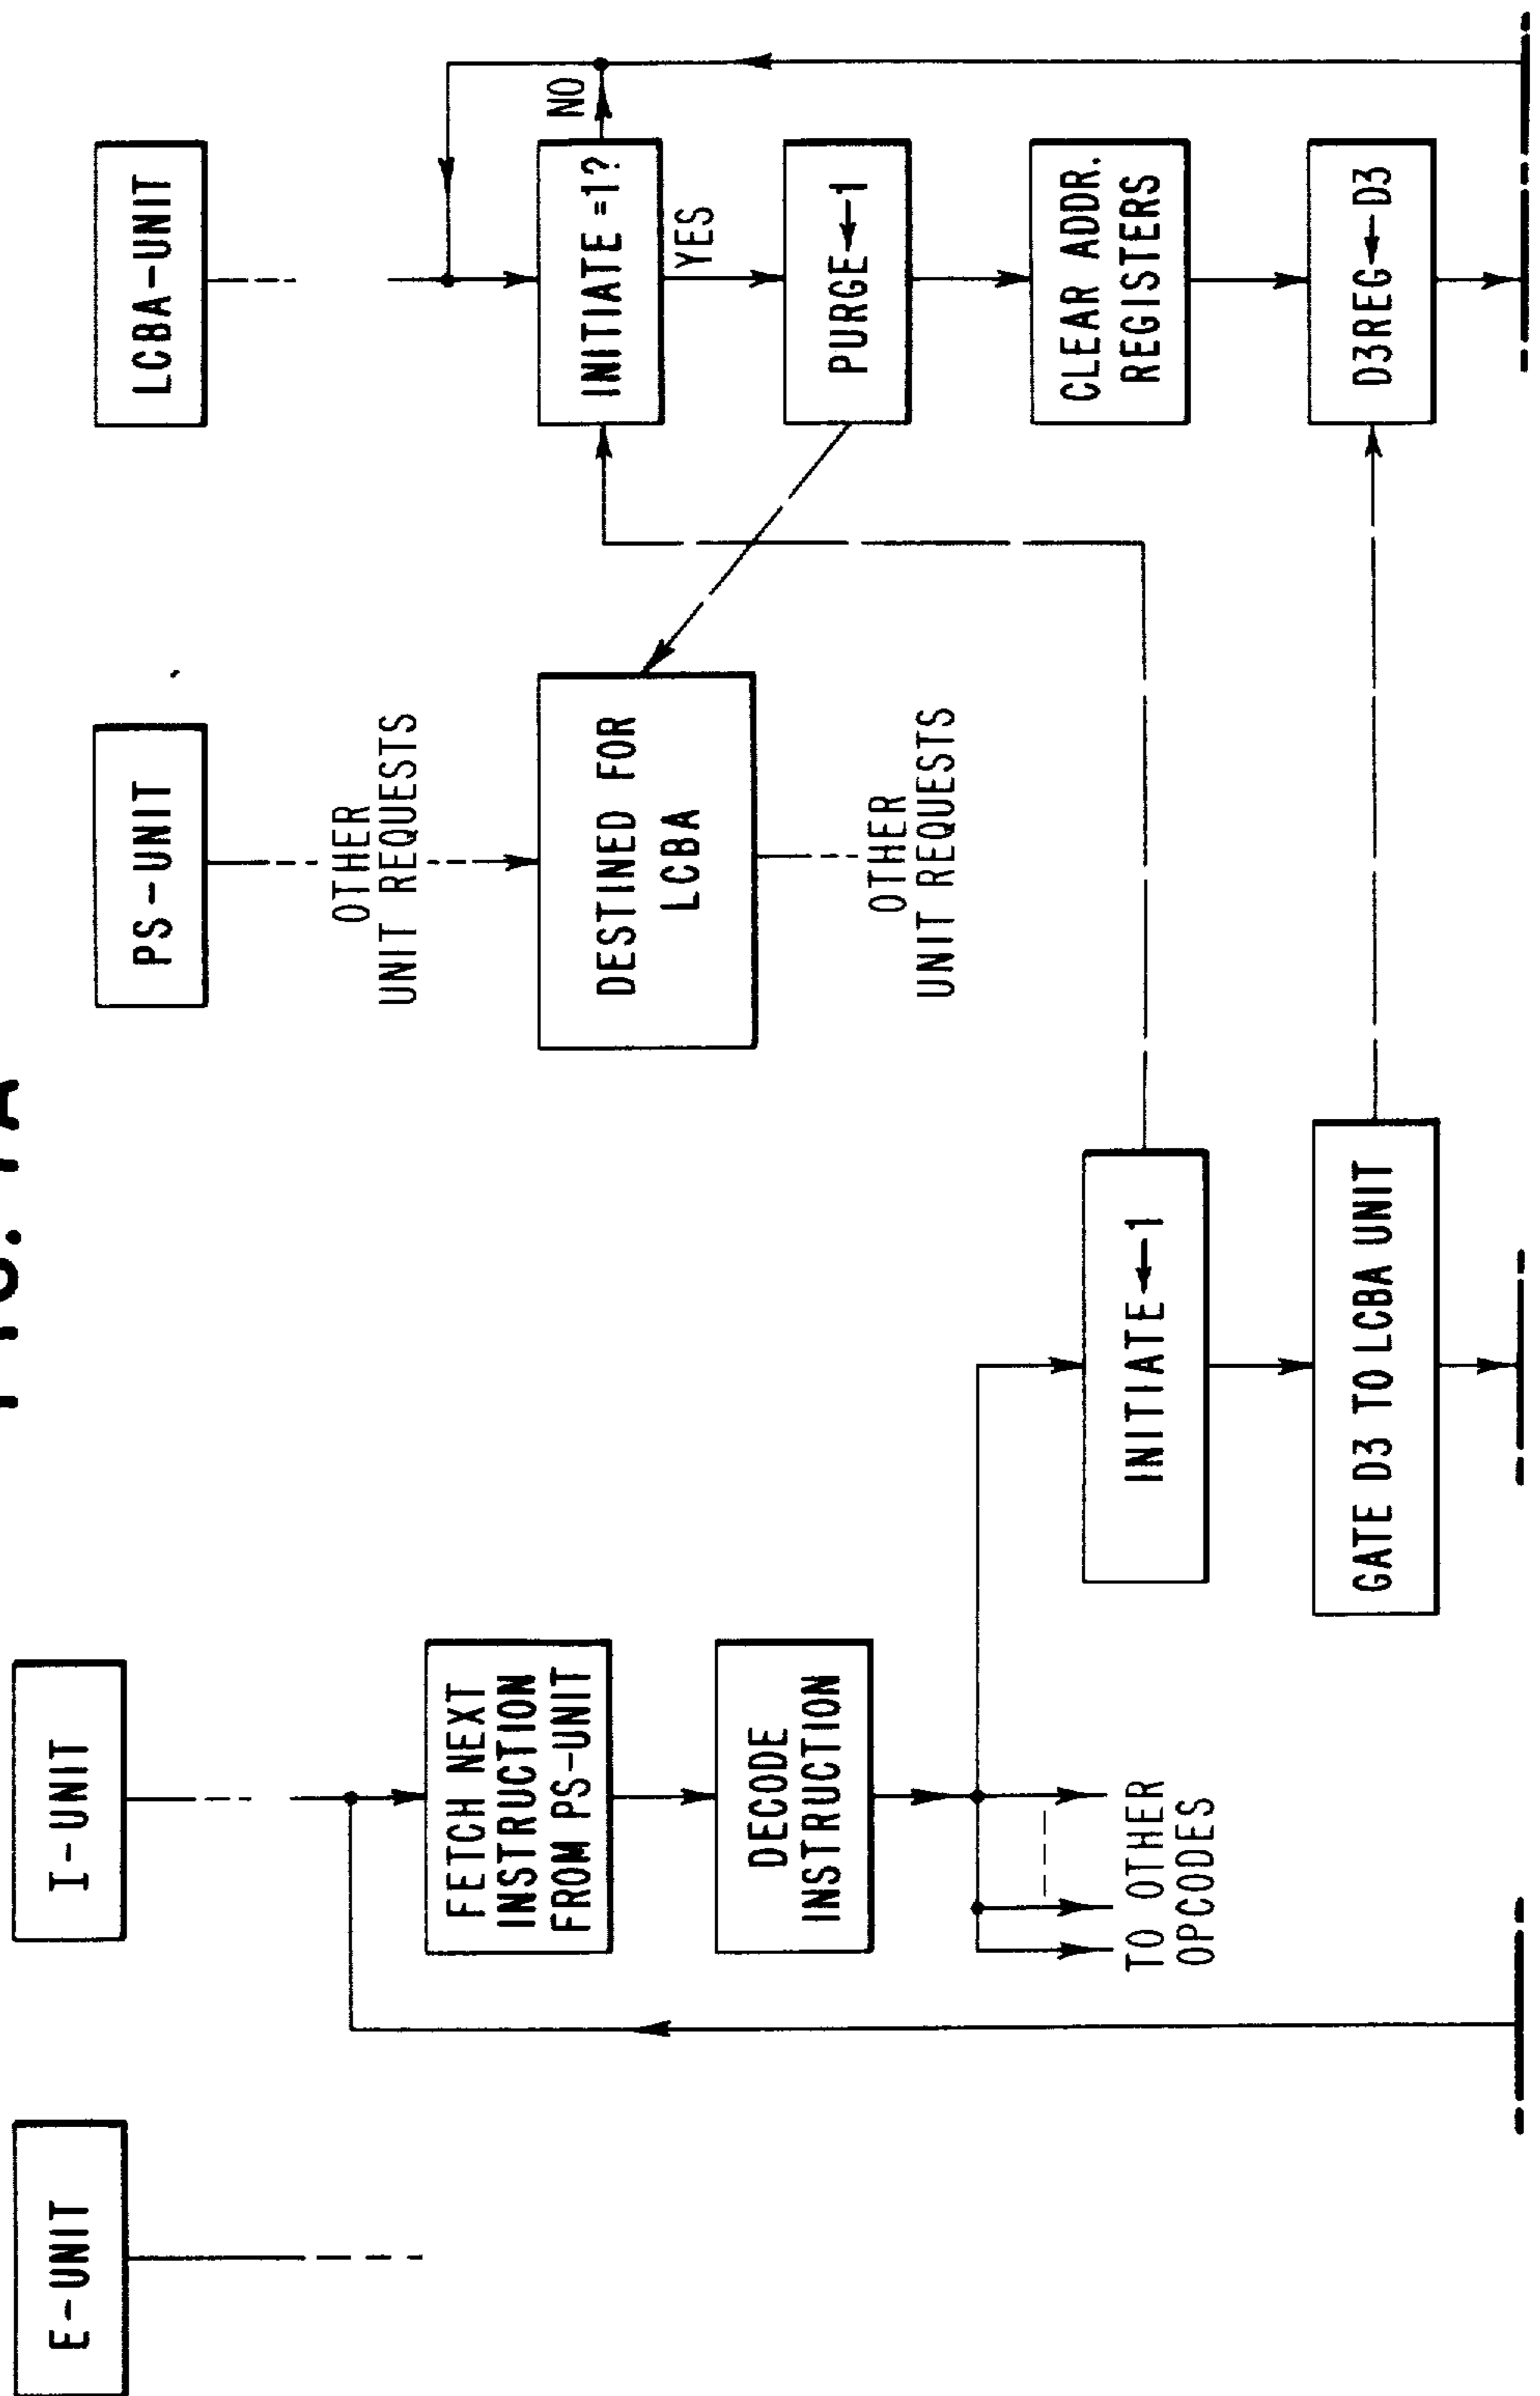 E-UNIT
I-UNIT
PS-UNIT
LCBA-UNIT
FETCH NEXT
INSTRUCTION
FROM PS-UNIT
DECODE
INSTRUCTION
TO OTHER
OPCODES
INITIATE←1
GATE D3 TO LCBA UNIT
OTHER
UNIT REQUESTS
DESTINED FOR
LCBA
OTHER
UNIT REQUESTS
INITIATE =1?
NO
YES
PURGE←1
CLEAR ADDR.
REGISTERS
D3REG←D3